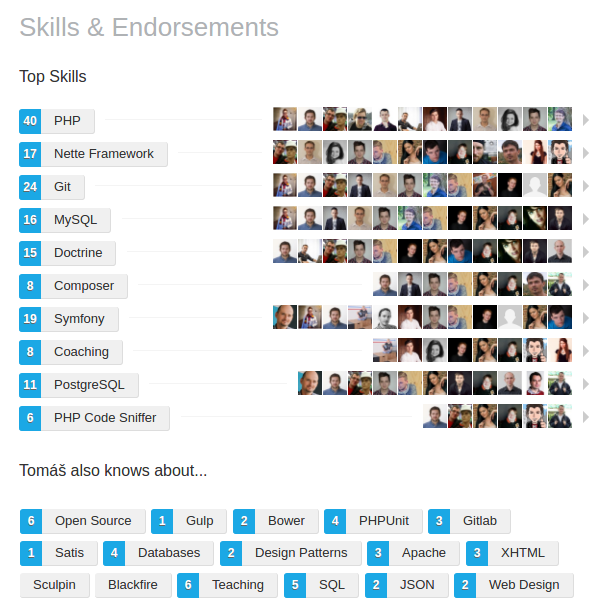 Skills & Endorsements
Top Skills
40 PHP
17 Nette Framework
24 Git
16 MySQL
15 Doctrine
8 Composer
19 Symfony
8 Coaching
11 PostgreSQL
6 PHP Code Sniffer
Tomáš also knows about...
6 Open Source 1 Gulp 2 Bower 4 PHPUnit 3 Gitlab
1 Satis 4 Databases 2 Design Patterns 3 Apache 3 XHTML
Sculpin Blackfire 6 Teaching 5 SQL 2 JSON 2 Web Design